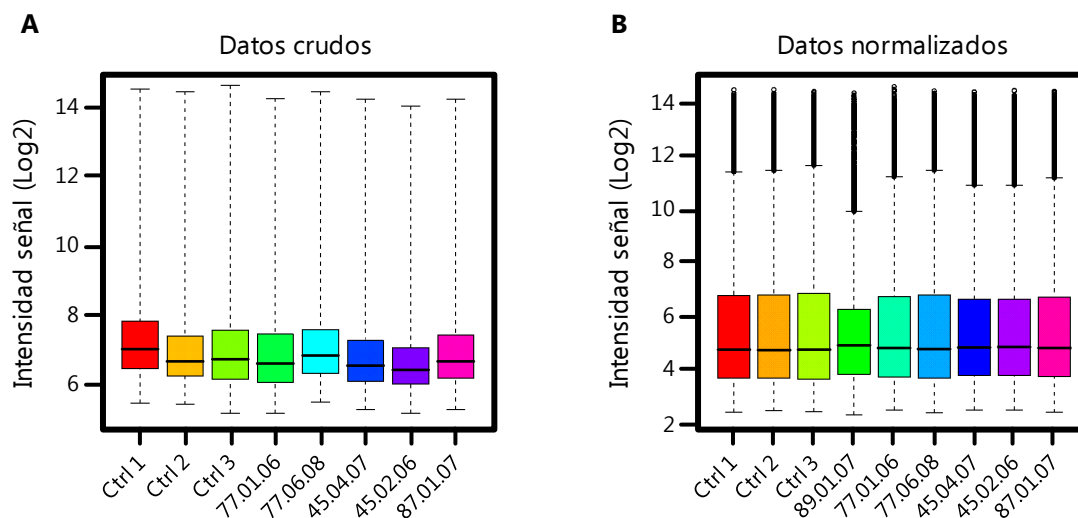 A
Datos crudos
Intensidad señal (Log2)
14
12
10
8
6
Ctrl 1
Ctrl 2
Ctrl 3
77.01.06
77.06.08
45.04.07
45.02.06
87.01.07
B
Datos normalizados
Intensidad señal (Log2)
14
12
10
8
6
4
2
Ctrl 1
Ctrl 2
Ctrl 3
89.01.07
77.01.06
77.06.08
45.04.07
45.02.06
87.01.07